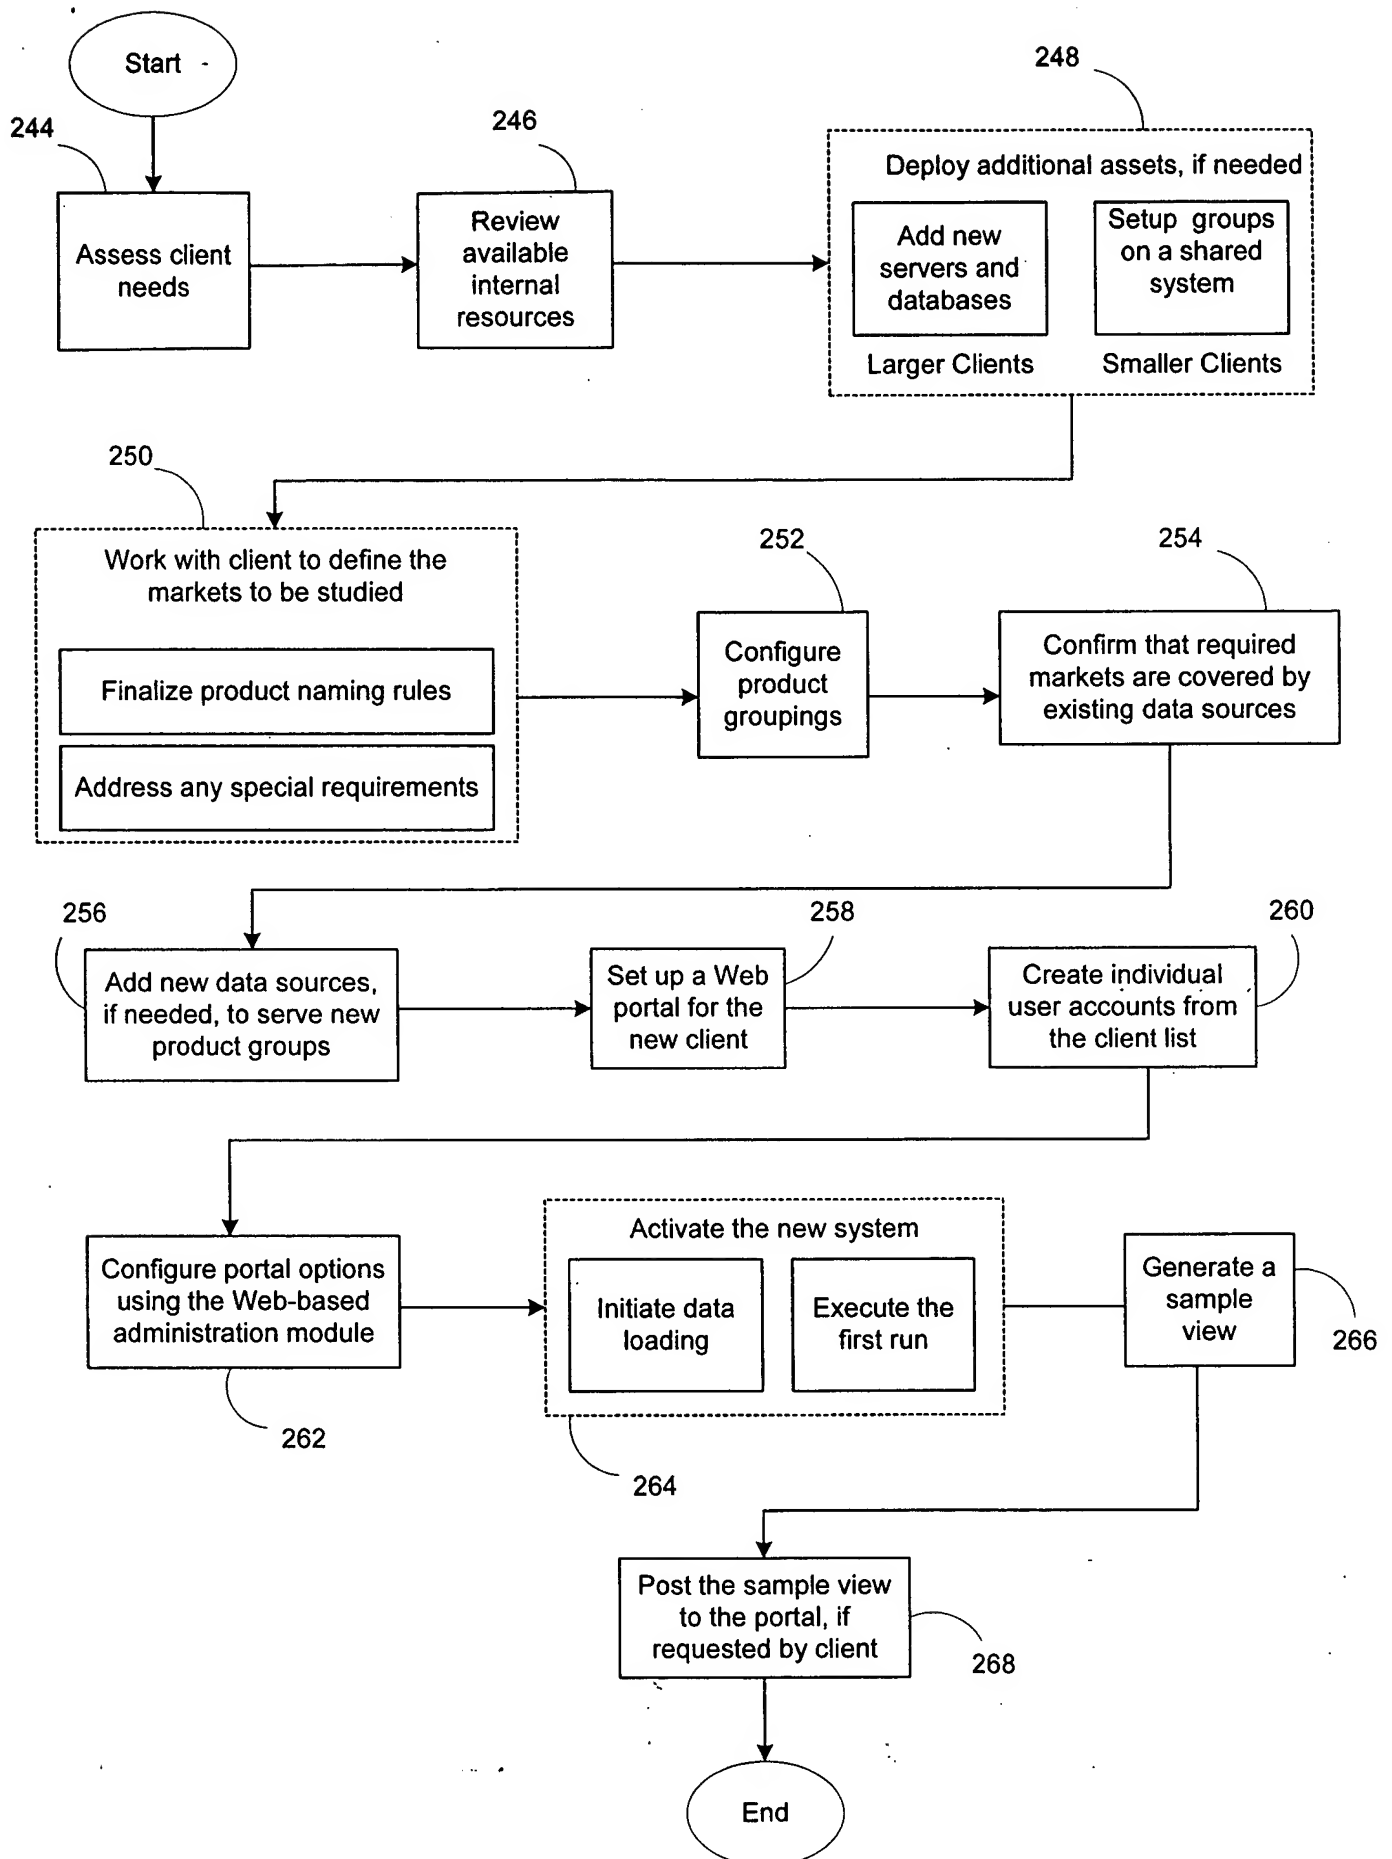 Start
244
Assess client
needs
246
Review
available
internal
resources
248
Deploy additional assets, if needed
Add new
servers and
databases
Larger Clients
Setup groups
on a shared
system
Smaller Clients
250
Work with client to define the
markets to be studied
Finalize product naming rules
Address any special requirements
252
Configure
product
groupings
254
Confirm that required
markets are covered by
existing data sources
256
Add new data sources,
if needed, to serve new
product groups
258
Set up a Web
portal for the
new client
260
Create individual
user accounts from
the client list
Configure portal options
using the Web-based
administration module
262
Activate the new system
Initiate data
loading
Execute the
first run
264
Generate a
sample
view
266
Post the sample view
to the portal, if
requested by client
268
End